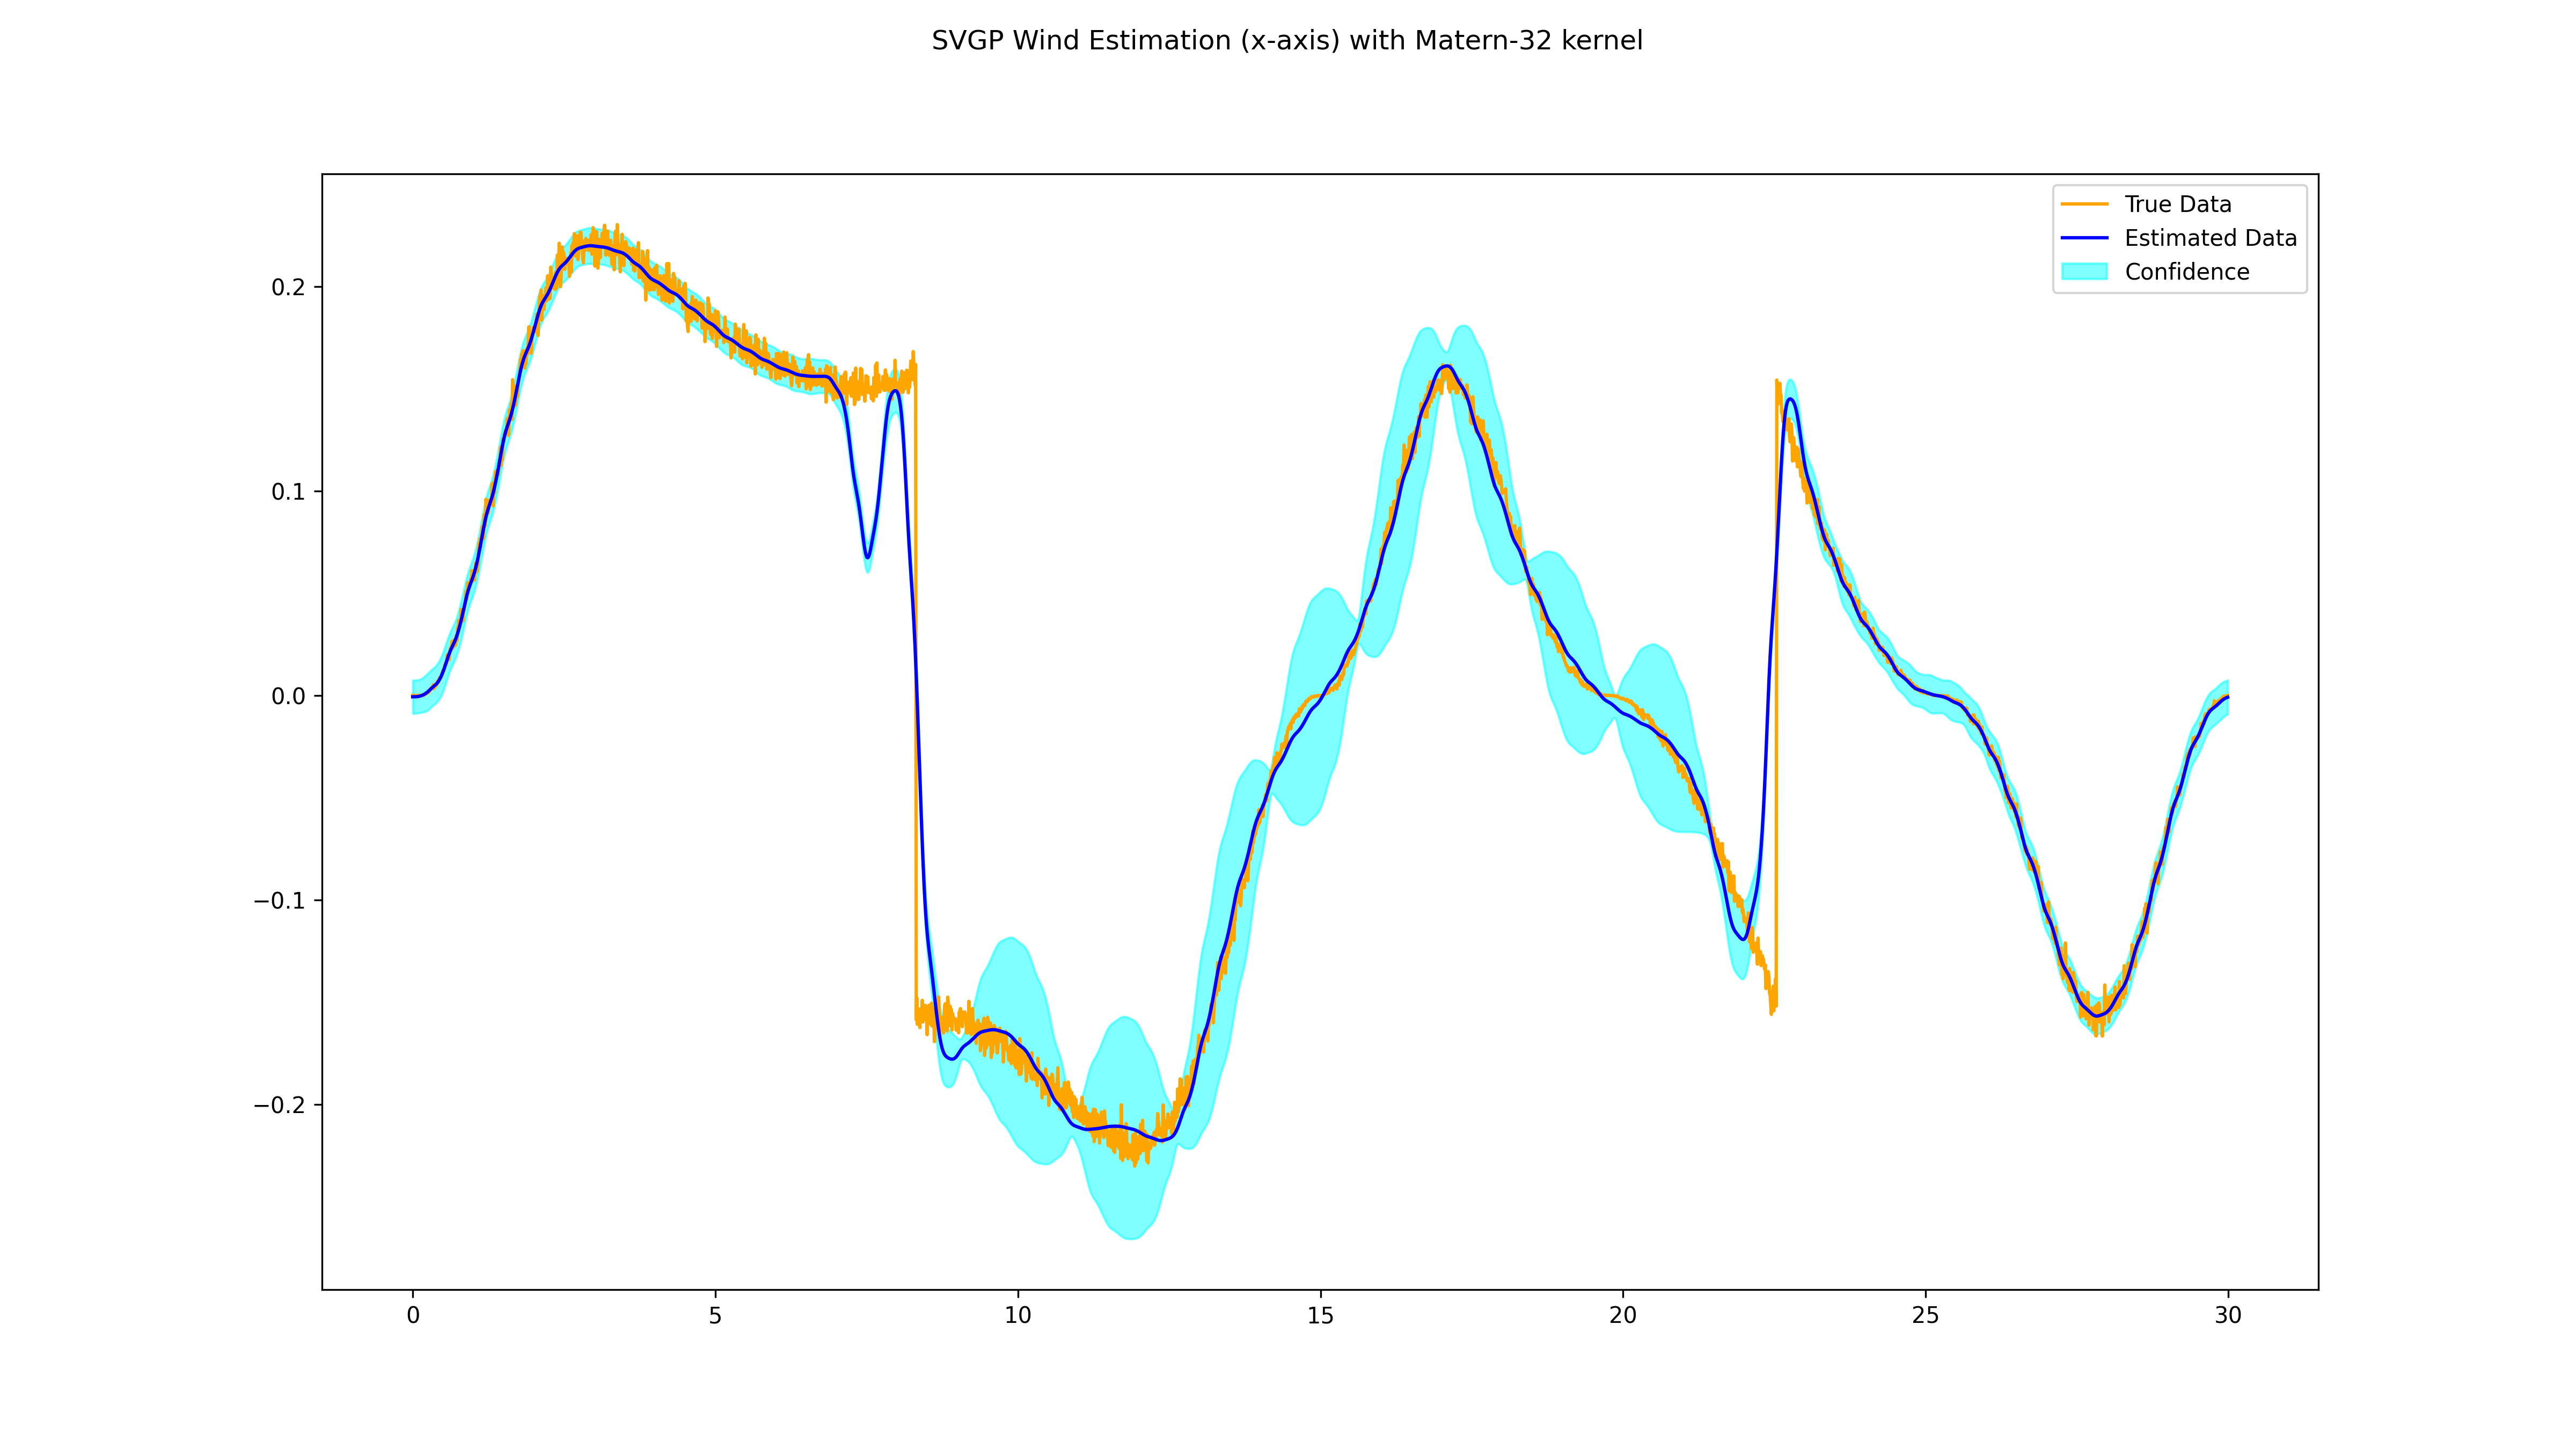 SVGP Wind Estimation (x-axis) with Matern-32 kernel
True Data
Estimated Data
Confidence
0.2
0.1
0.0
−0.1
−0.2
0 5 10 15 20 25 30